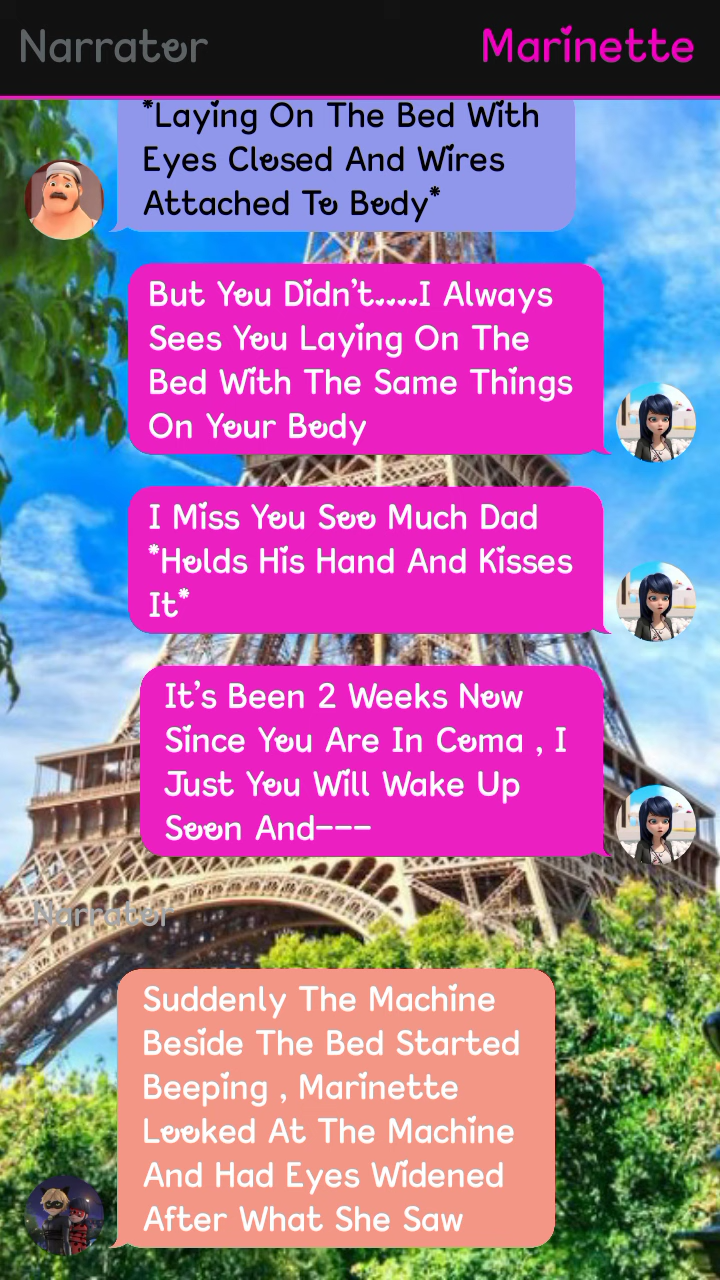 Narrator
Marinette
*Laying On The Bed With
Eyes Closed And Wires
Attached To Body*
But You Didn't....I Always
Sees You Laying On The
Bed With The Same Things
On Your Body
I Miss You Soo Much Dad
*Holds His Hand And Kisses
It*
It's Been 2 Weeks Now
Since You Are In Coma , I
Just You Will Wake Up
Soon And---
Narrator
Suddenly The Machine
Beside The Bed Started
Beeping , Marinette
Looked At The Machine
And Had Eyes Widened
After What She Saw